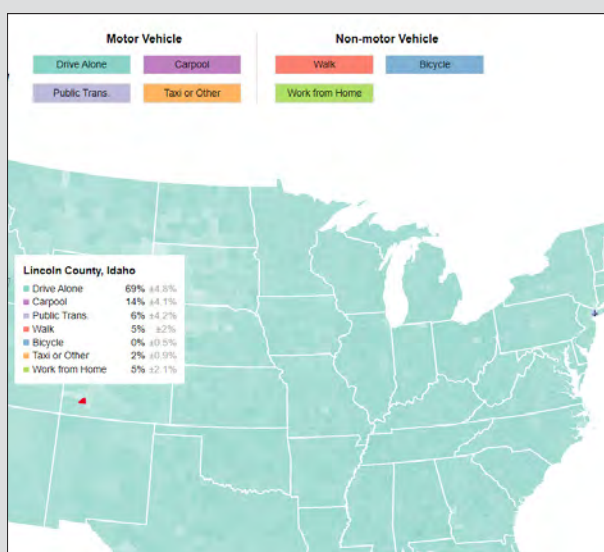 Motor Vehicle
Non-motor Vehicle
Drive Alone
Carpool
Walk
Bicycle
Public Trans.
Taxi or Other
Work from Home
Lincoln County, Idaho
Drive Alone 69% ±4.8%
Carpool 14% ±4.1%
Public Trans. 6% ±4.2%
Walk 5% ±2%
Bicycle 0% ±0.5%
Taxi or Other 2% ±0.9%
Work from Home 5% ±2.1%